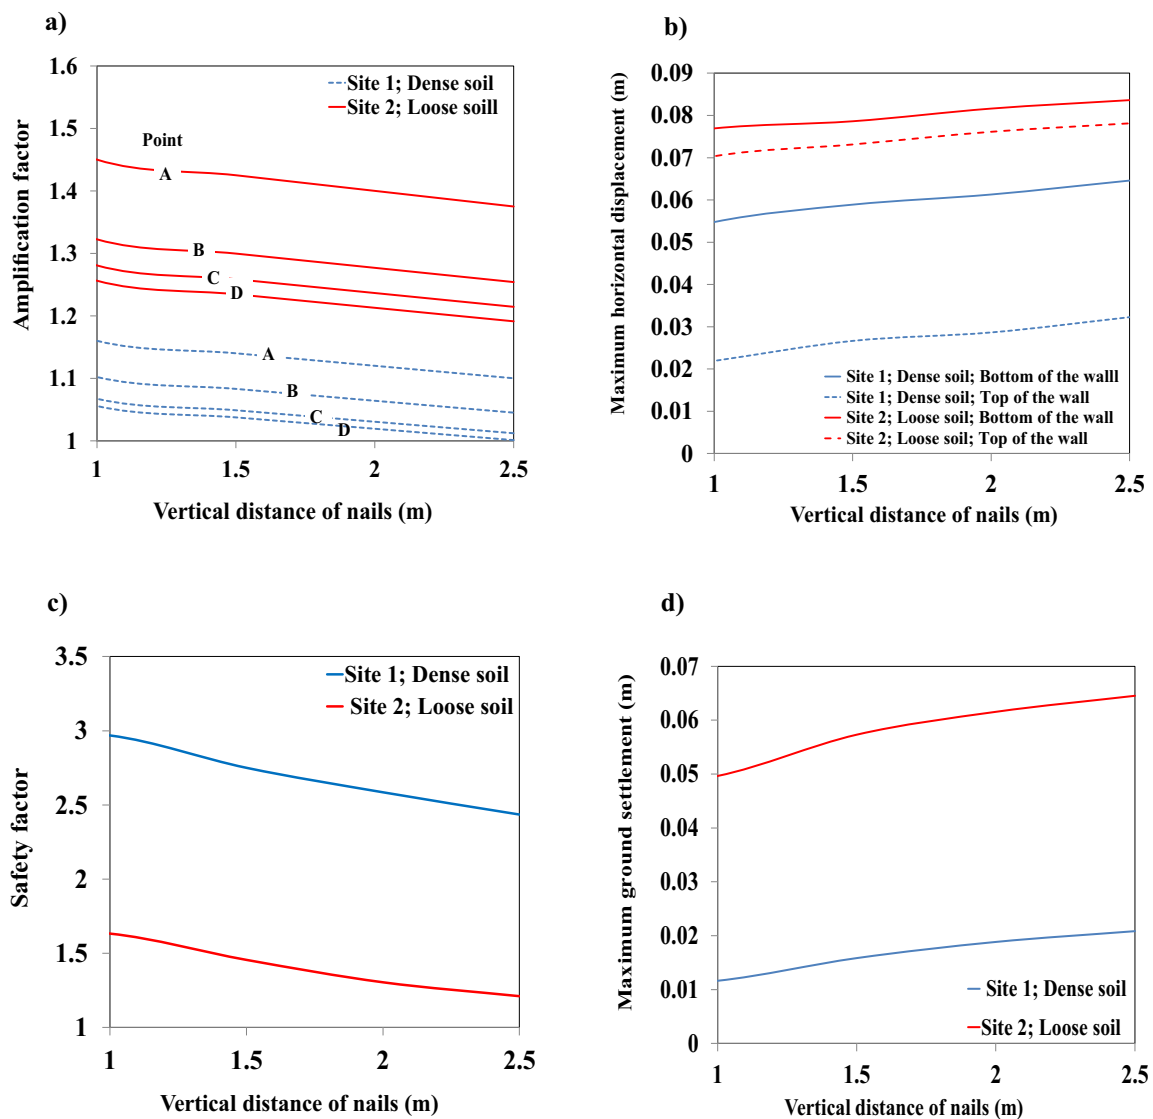 a)
Amplification factor
1.6
1.5
1.4
1.3
1.2
1.1
1
Site 1; Dense soil
Site 2; Loose soill
Point
A
B
C
D
A
B
C
D
1
1.5
2
2.5
Vertical distance of nails (m)
b)
Maximum horizontal displacement (m)
0.09
0.08
0.07
0.06
0.05
0.04
0.03
0.02
0.01
0
Site 1; Dense soil; Bottom of the walll
Site 1; Dense soil; Top of the wall
Site 2; Loose soil; Bottom of the wall
Site 2; Loose soil; Top of the wall
1
1.5
2
2.5
Vertical distance of nails (m)
c)
Safety factor
3.5
3
2.5
2
1.5
1
Site 1; Dense soil
Site 2; Loose soil
1
1.5
2
2.5
Vertical distance of nails (m)
d)
Maximum ground settlement (m)
0.07
0.06
0.05
0.04
0.03
0.02
0.01
0
Site 1; Dense soil
Site 2; Loose soil
1
1.5
2
2.5
Vertical distance of nails (m)